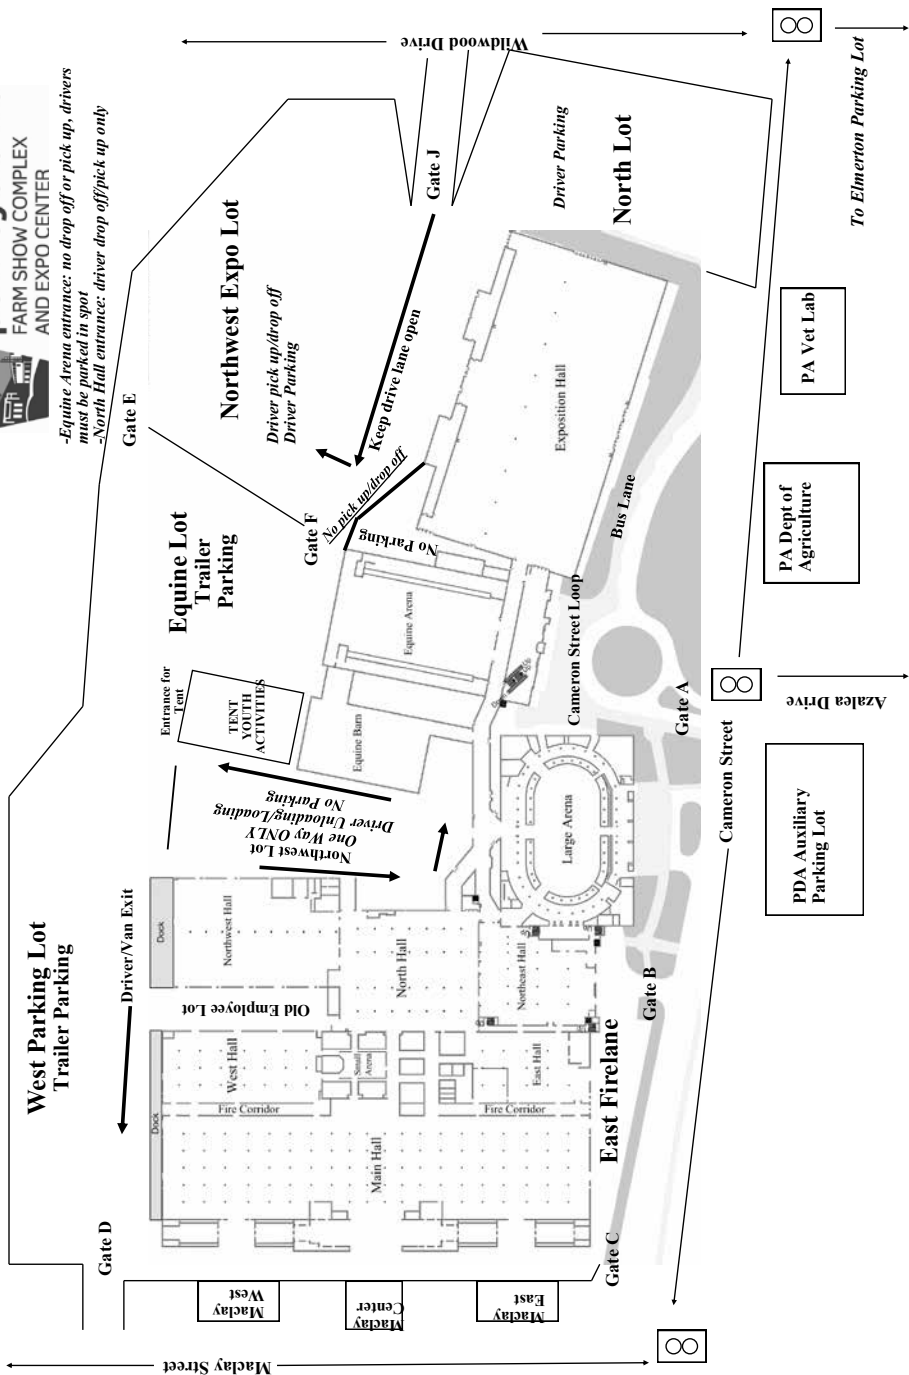 FARM SHOW COMPLEX
AND EXPO CENTER
-Equine Arena entrance: no drop off or pick up, drivers
must be parked in spot
-North Hall entrance: driver drop off/pick up only
West Parking Lot
Trailer Parking
Driver/Van Exit
Gate D
Gate E
Equine Lot
Trailer
Parking
Northwest Expo Lot
Driver pick up/drop off
Driver Parking
Gate F
No pick up/drop off
Keep drive lane open
Gate J
Wildwood Drive
North Lot
Driver Parking
8
To Elmerton Parking Lot
Entrance for
Tent
TENT
YOUTH
ACTIVITIES
Northwest Lot
One Way ONLY
Driver Unloading/Loading
No Parking
No Parking
Equine Barn
Equine Arena
Exposition Hall
Bus Lane
Cameron Street Loop
Gate A
8
Azalea Drive
Cameron Street
Large Arena
Dock
Northwest Hall
North Hall
Northeast Hall
Old Employee Lot
Dock
West Hall
Small
Arena
East Hall
Fire Corridor
Fire Corridor
Main Hall
East Firelane
Gate B
Gate C
Maclay
West
Maclay
Center
Maclay
East
Maclay Street
8
PDA Auxiliary
Parking Lot
PA Dept of
Agriculture
PA Vet Lab